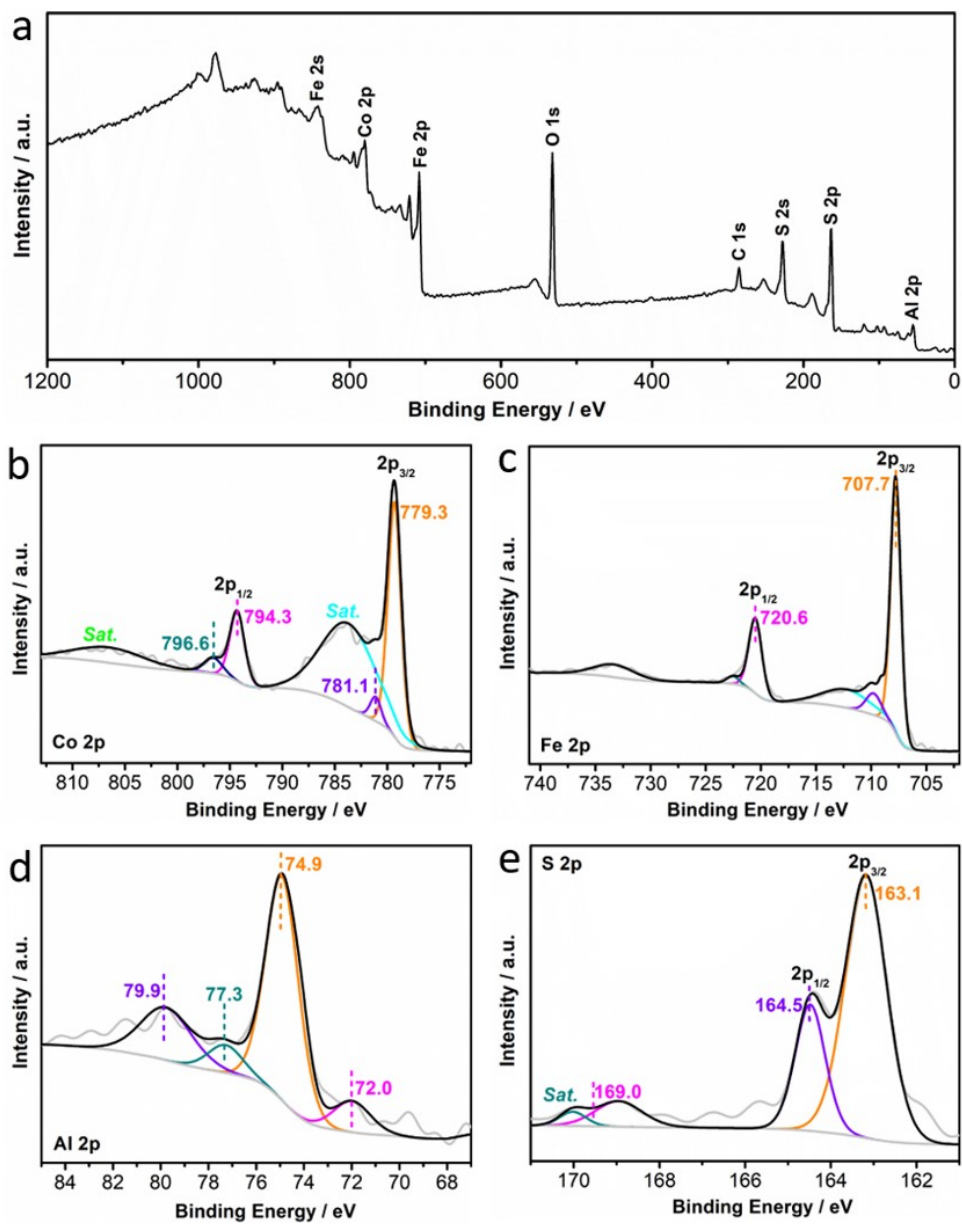 a
Intensity / a.u.
Fe 2s
Co 2p
Fe 2p
O 1s
C 1s
S 2s
S 2p
Al 2p
1200 1000 800 600 400 200 0
Binding Energy / eV
b
Intensity / a.u.
2p3/2
779.3
2p1/2
794.3
796.6
Sat.
Sat.
781.1
Co 2p
810 805 800 795 790 785 780 775
Binding Energy / eV
c
Intensity / a.u.
2p3/2
707.7
2p1/2
720.6
Fe 2p
741 735 730 725 720 715 710 705
Binding Energy / eV
d
Intensity / a.u.
74.9
79.9
77.3
72.0
Al 2p
84 82 80 78 76 74 72 70 68
Binding Energy / eV
e
Intensity / a.u.
S 2p
2p3/2
163.1
2p1/2
164.5
Sat.
169.0
170 168 166 164 162
Binding Energy / eV